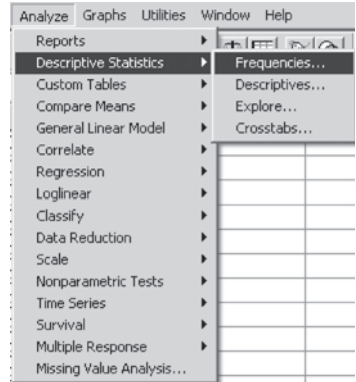 Analyze Graphs Utilities Window Help
Reports
Descriptive Statistics
Custom Tables
Compare Means
General Linear Model
Correlate
Regression
Loglinear
Classify
Data Reduction
Scale
Nonparametric Tests
Time Series
Survival
Multiple Response
Missing Value Analysis...
Frequencies...
Descriptives...
Explore...
Crosstabs...